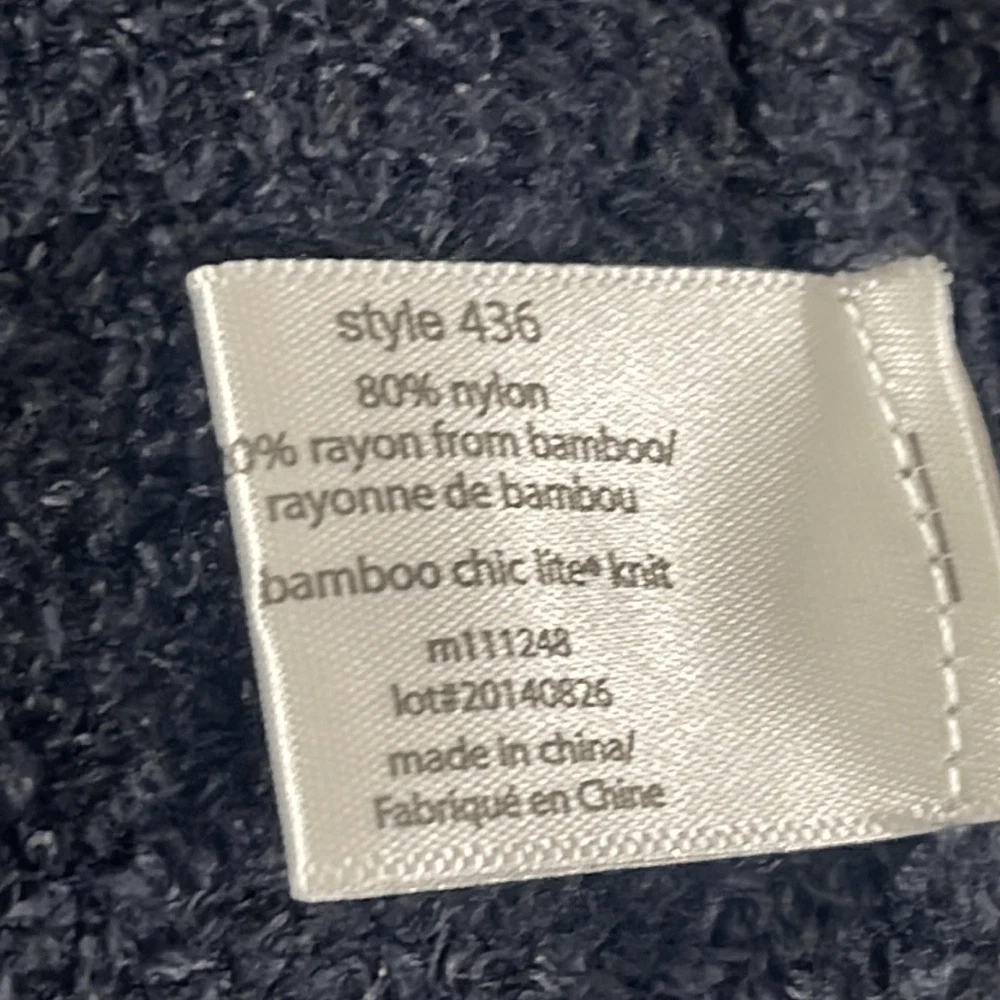 style 436
80% nylon
0% rayon from bamboo/
rayonne de bambou
bamboo chic lite® knit
m111248
lot#20140826
made in china/
Fabriqué en Chine